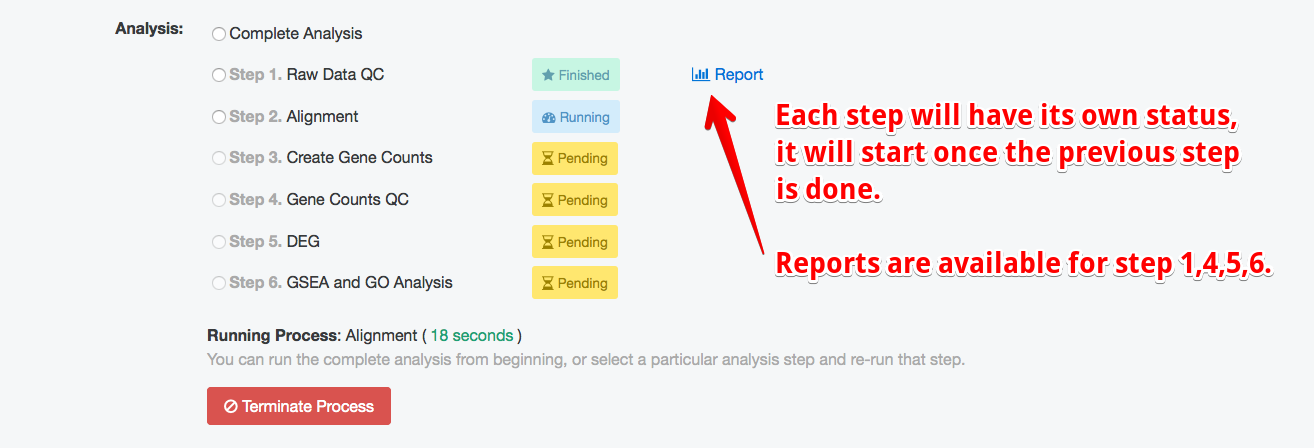 Analysis:
Complete Analysis
Step 1. Raw Data QC Finished Report
Step 2. Alignment Running
Step 3. Create Gene Counts Pending
Step 4. Gene Counts QC Pending
Step 5. DEG Pending
Step 6. GSEA and GO Analysis Pending
Each step will have its own status,
it will start once the previous step
is done.
Reports are available for step 1,4,5,6.
Running Process: Alignment ( 18 seconds )
You can run the complete analysis from beginning, or select a particular analysis step and re-run that step.
Terminate Process